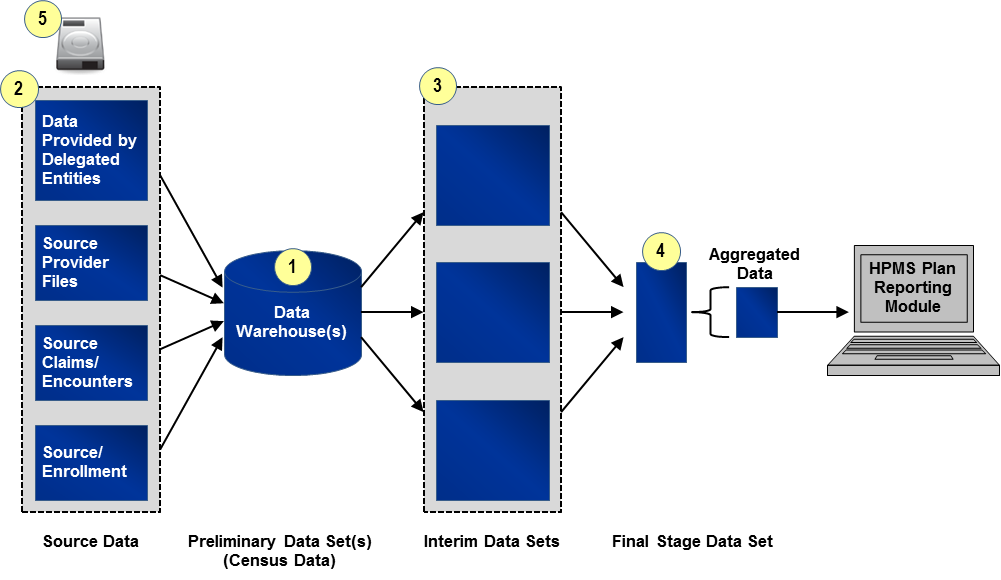 5
2
Data
Provided by
Delegated
Entities
Source
Provider
Files
Source
Claims/
Encounters
Source/
Enrollment
1
Data
Warehouse(s)
3
4
Aggregated
Data
HPMS Plan
Reporting
Module
Source Data
Preliminary Data Set(s)
(Census Data)
Interim Data Sets
Final Stage Data Set